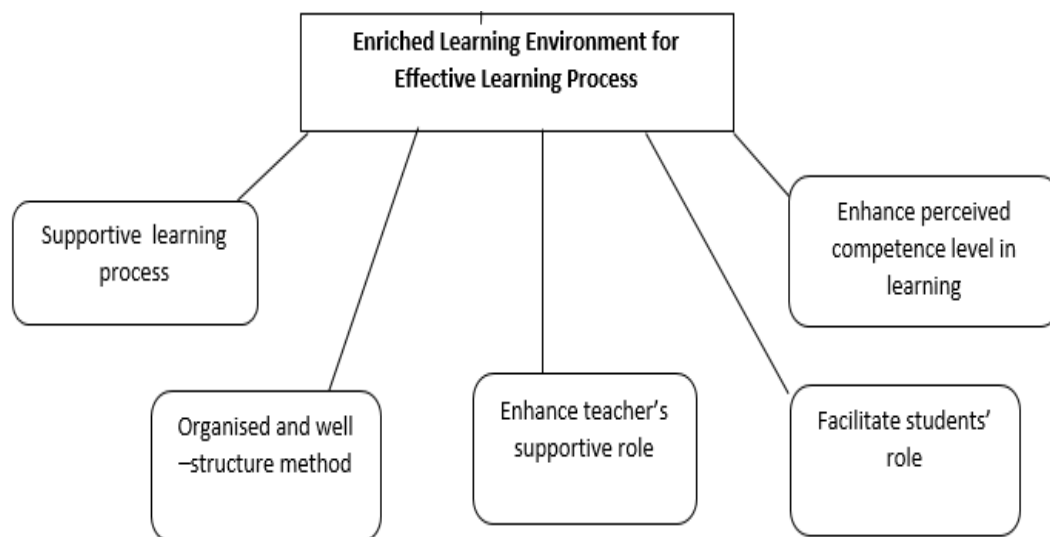 Enriched Learning Environment for
Effective Learning Process
Supportive learning
process
Enhance perceived
competence level in
learning
Organised and well
–structure method
Enhance teacher’s
supportive role
Facilitate students’
role